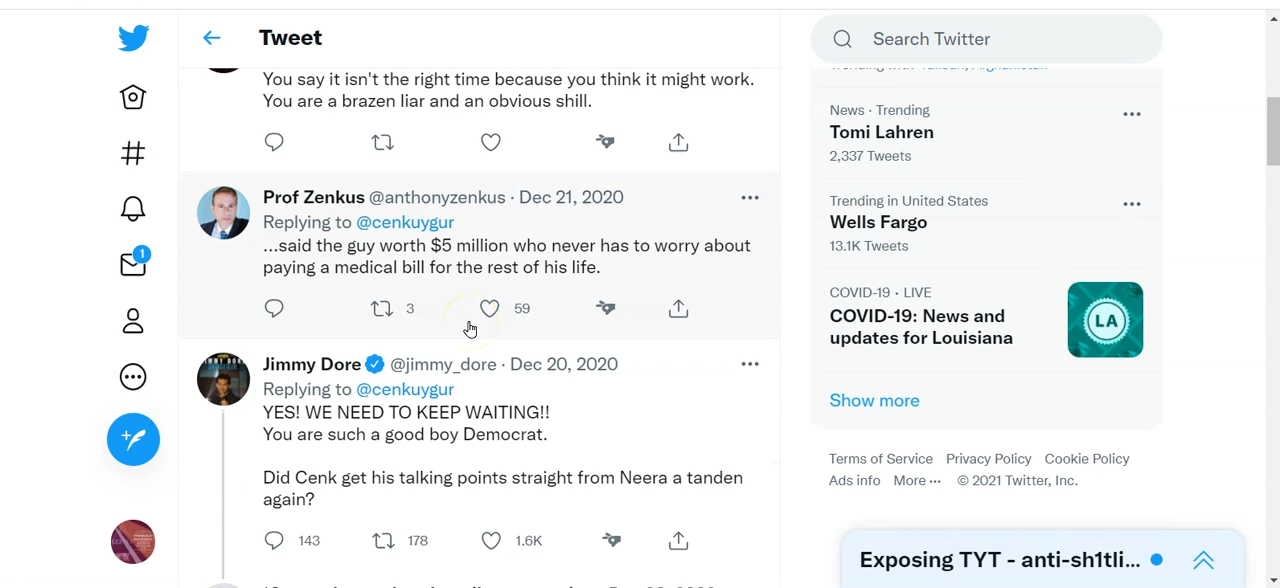 Tweet
You say it isn't the right time because you think it might work.
You are a brazen liar and an obvious shill.
Prof Zenkus @anthonyzenkus · Dec 21, 2020
Replying to @cenkuygur
...said the guy worth $5 million who never has to worry about
paying a medical bill for the rest of his life.
3
59
Jimmy Dore @jimmy_dore · Dec 20, 2020
Replying to @cenkuygur
YES! WE NEED TO KEEP WAITING!!
You are such a good boy Democrat.
Did Cenk get his talking points straight from Neera a tanden
again?
143
178
1.6K
1
Search Twitter
Trending with Taliban, Afghanistan
News · Trending
Tomi Lahren
2,337 Tweets
Trending in United States
Wells Fargo
13.1K Tweets
COVID-19 · LIVE
COVID-19: News and
updates for Louisiana
LA
Show more
Terms of Service Privacy Policy Cookie Policy
Ads info More ··· © 2021 Twitter, Inc.
Exposing TYT - anti-sh1tli...